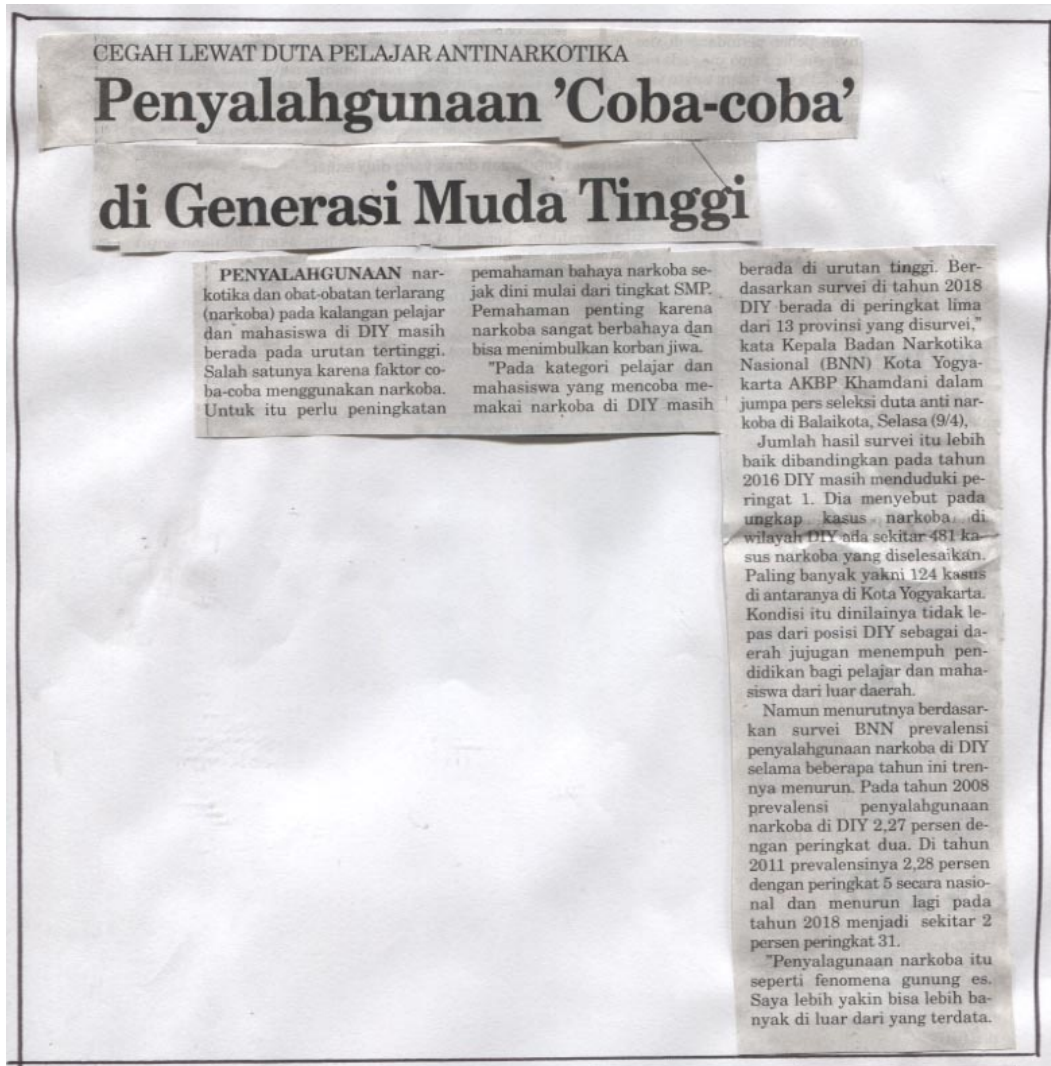 CEGAH LEWAT DUTA PELAJAR ANTINARKOTIKA
Penyalahgunaan 'Coba-coba'
di Generasi Muda Tinggi
PENYALAHGUNAAN nar-
kotika dan obat-obatan terlarang
(narkoba) pada kalangan pelajar
dan mahasiswa di DIY masih
berada pada urutan tertinggi.
Salah satunya karena faktor co-
ba-coba menggunakan narkoba.
Untuk itu perlu peningkatan
pemahaman bahaya narkoba se-
jak dini mulai dari tingkat SMP.
Pemahaman penting karena
narkoba sangat berbahaya dan
bisa menimbulkan korban jiwa.
"Pada kategori pelajar dan
mahasiswa yang mencoba me-
makai narkoba di DIY masih
berada di urutan tinggi. Ber-
dasarkan survei di tahun 2018
DIY berada di peringkat lima
dari 13 provinsi yang disurvei,"
kata Kepala Badan Narkotika
Nasional (BNN) Kota Yogya-
karta AKBP Khamdani dalam
jumpa pers seleksi duta anti nar-
koba di Balaikota, Selasa (9/4),
Jumlah hasil survei itu lebih
baik dibandingkan pada tahun
2016 DIY masih menduduki pe-
ringat 1. Dia menyebut pada
ungkap kasus narkoba di
wilayah DIY ada sekitar 481 ka-
sus narkoba yang diselesaikan.
Paling banyak yakni 124 kasus
di antaranya di Kota Yogyakarta.
Kondisi itu dinilainya tidak le-
pas dari posisi DIY sebagai da-
erah jujugan menempuh pen-
didikan bagi pelajar dan maha-
siswa dari luar daerah.
Namun menurutnya berdasar-
kan survei BNN prevalensi
penyalahgunaan narkoba di DIY
selama beberapa tahun ini tren-
nya menurun. Pada tahun 2008
prevalensi penyalahgunaan
narkoba di DIY 2,27 persen de-
ngan peringkat dua. Di tahun
2011 prevalensinya 2,28 persen
dengan peringkat 5 secara nasio-
nal dan menurun lagi pada
tahun 2018 menjadi sekitar 2
persen peringkat 31.
"Penyalagunaan narkoba itu
seperti fenomena gunung es.
Saya lebih yakin bisa lebih ba-
nyak di luar dari yang terdata.